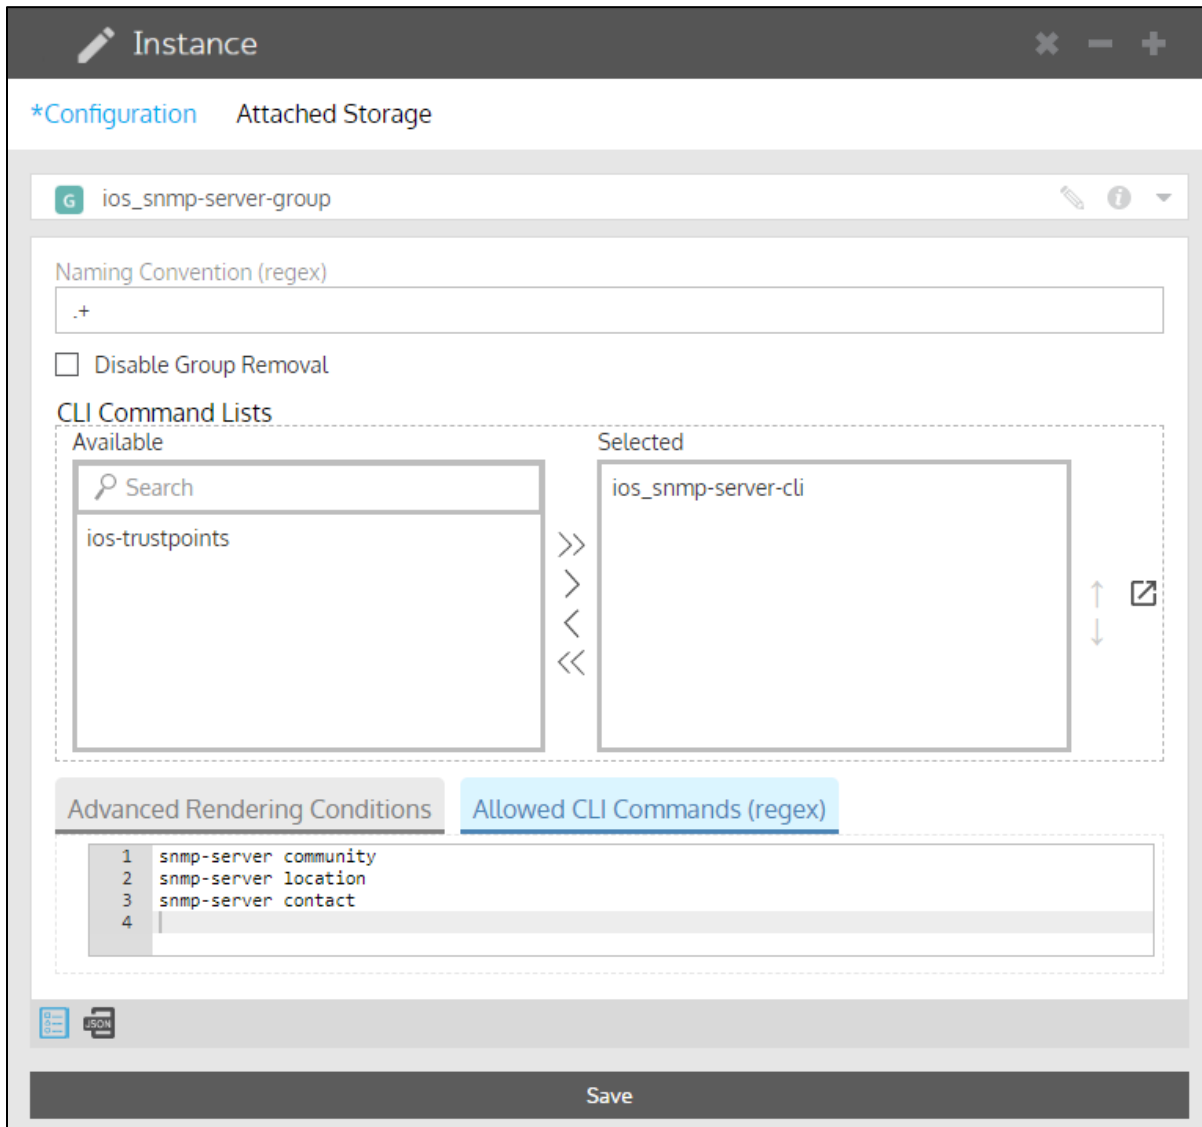 Instance
*Configuration Attached Storage
G ios_snmp-server-group
Naming Convention (regex)
.+
Disable Group Removal
CLI Command Lists
Available Selected
Search
ios_snmp-server-cli
ios-trustpoints
Advanced Rendering Conditions Allowed CLI Commands (regex)
1 snmp-server community
2 snmp-server location
3 snmp-server contact
4
JSON
Save